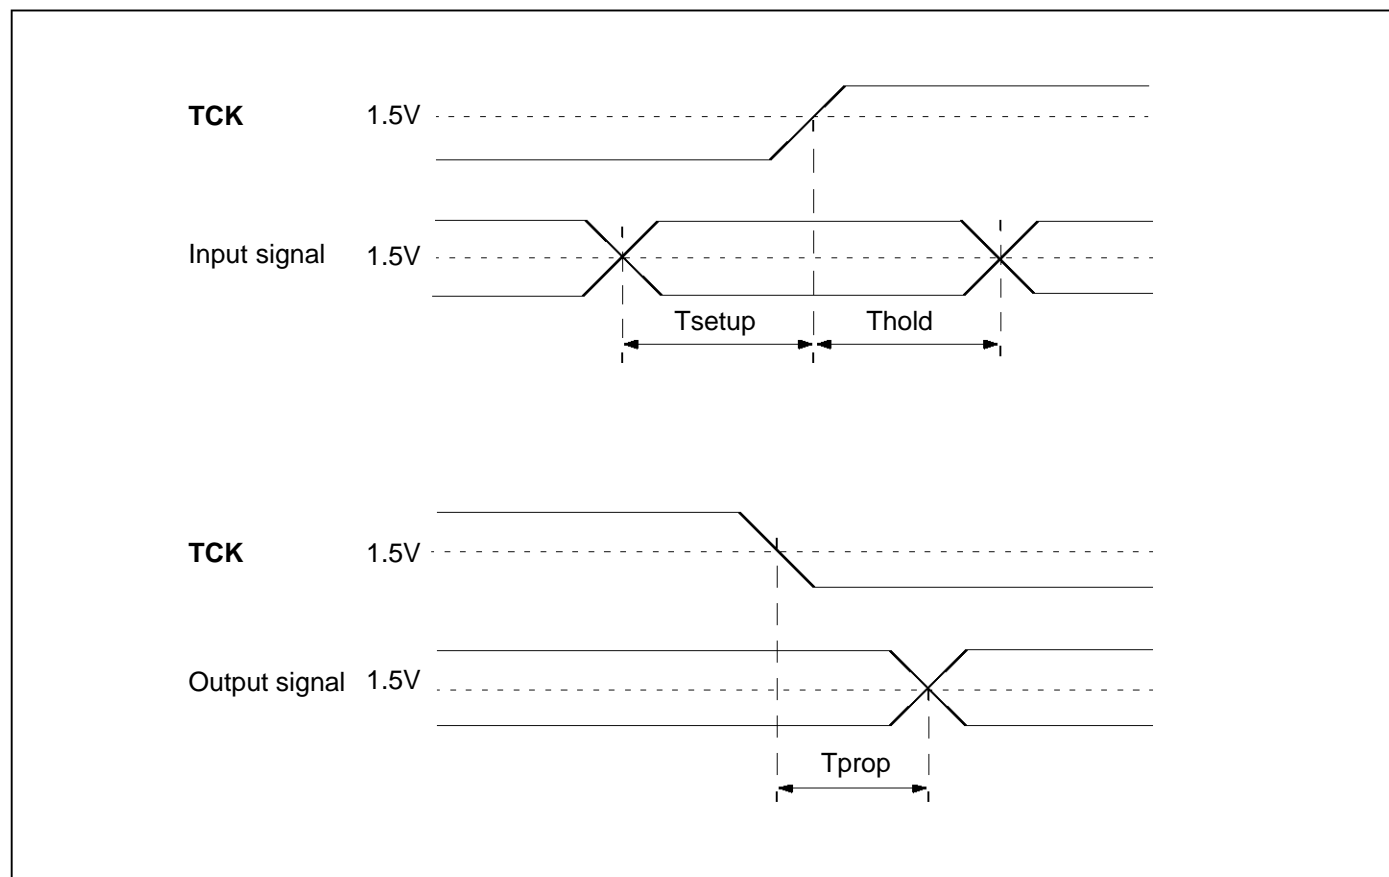 TCK 1.5V
Input signal 1.5V
Tsetup Thold
TCK 1.5V
Output signal 1.5V
Tprop